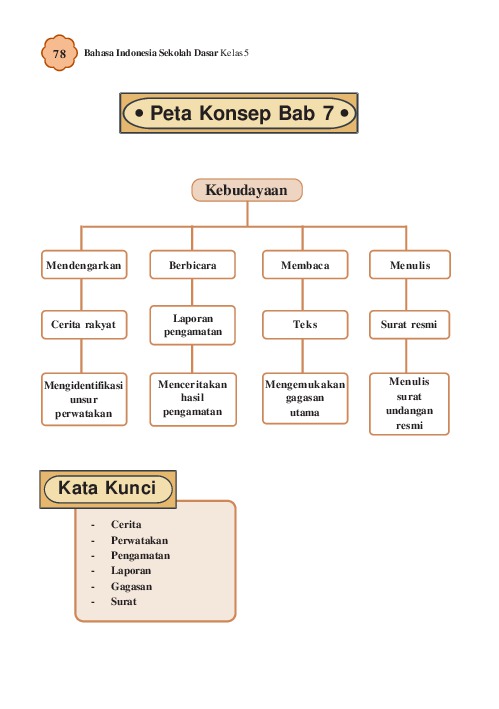 78
Bahasa Indonesia Sekolah Dasar Kelas 5
• Peta Konsep Bab 7 •
Kebudayaan
Mendengarkan
Berbicara
Membaca
Menulis
Cerita rakyat
Laporan
pengamatan
Teks
Surat resmi
Mengidentifikasi
unsur
perwatakan
Menceritakan
hasil
pengamatan
Mengemukakan
gagasan
utama
Menulis
surat
undangan
resmi
Kata Kunci
- Cerita
- Perwatakan
- Pengamatan
- Laporan
- Gagasan
- Surat